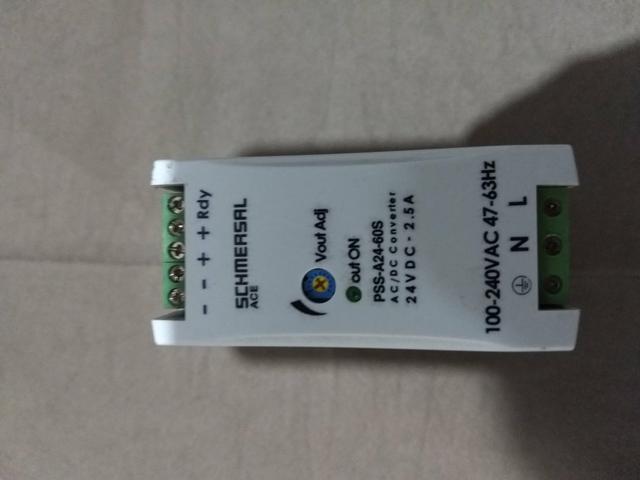 - - + + Rdy
SCHMERSAL
ACE
Vout Adj
out ON
PSS-A24-60S
AC/DC Converter
24VDC - 2.5A
100-240VAC 47-63Hz
N L